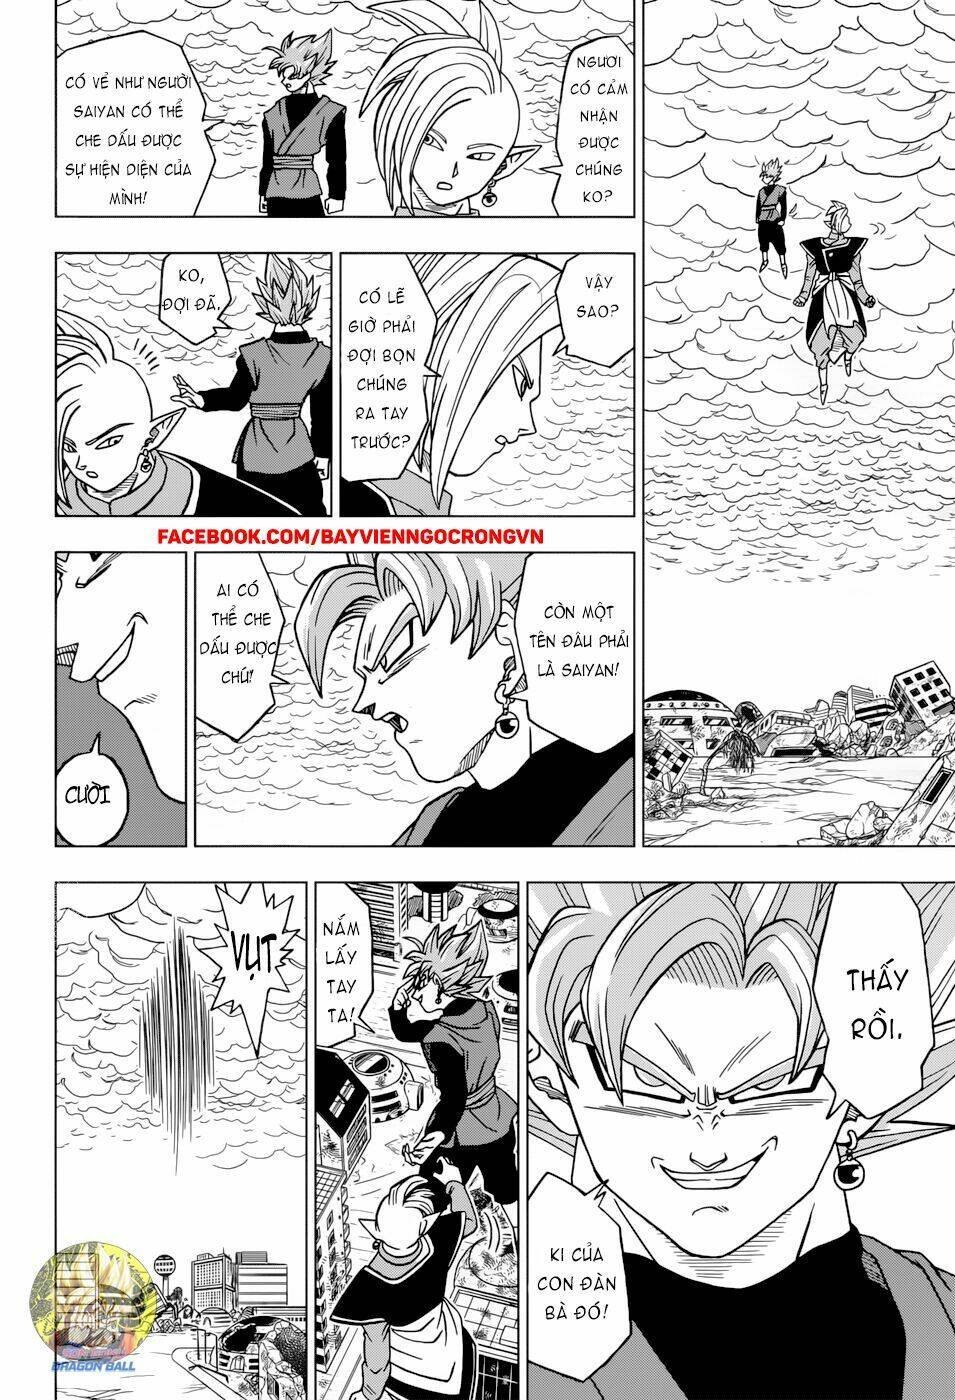 NGƯƠI
CÓ CẢM
NHẬN
ĐƯỢC
CHÚNG
KO?
CÓ VẺ NHƯ NGƯỜI
SAIYAN CÓ THỂ
CHE DẤU ĐƯỢC
SỰ HIỆN DIỆN CỦA
MÌNH!
VẬY
SAO?
CÓ LẼ
GIỜ PHẢI
ĐỢI BỌN
CHÚNG
RA TAY
TRƯỚC?
KO,
ĐỢI ĐÃ.
FACEBOOK.COM/BAYVIENNGOCRONGVN
CÒN MỘT
TÊN ĐÂU PHẢI
LÀ SAIYAN!
AI CÓ
THỂ CHE
DẤU ĐƯỢC
CHỨ!
CƯỜI
THẤY
RỒI.
KI CỦA
CON ĐÀN
BÀ ĐÓ!
NẮM
LẤY
TAY
TA!
VỤT
DRAGON BALL